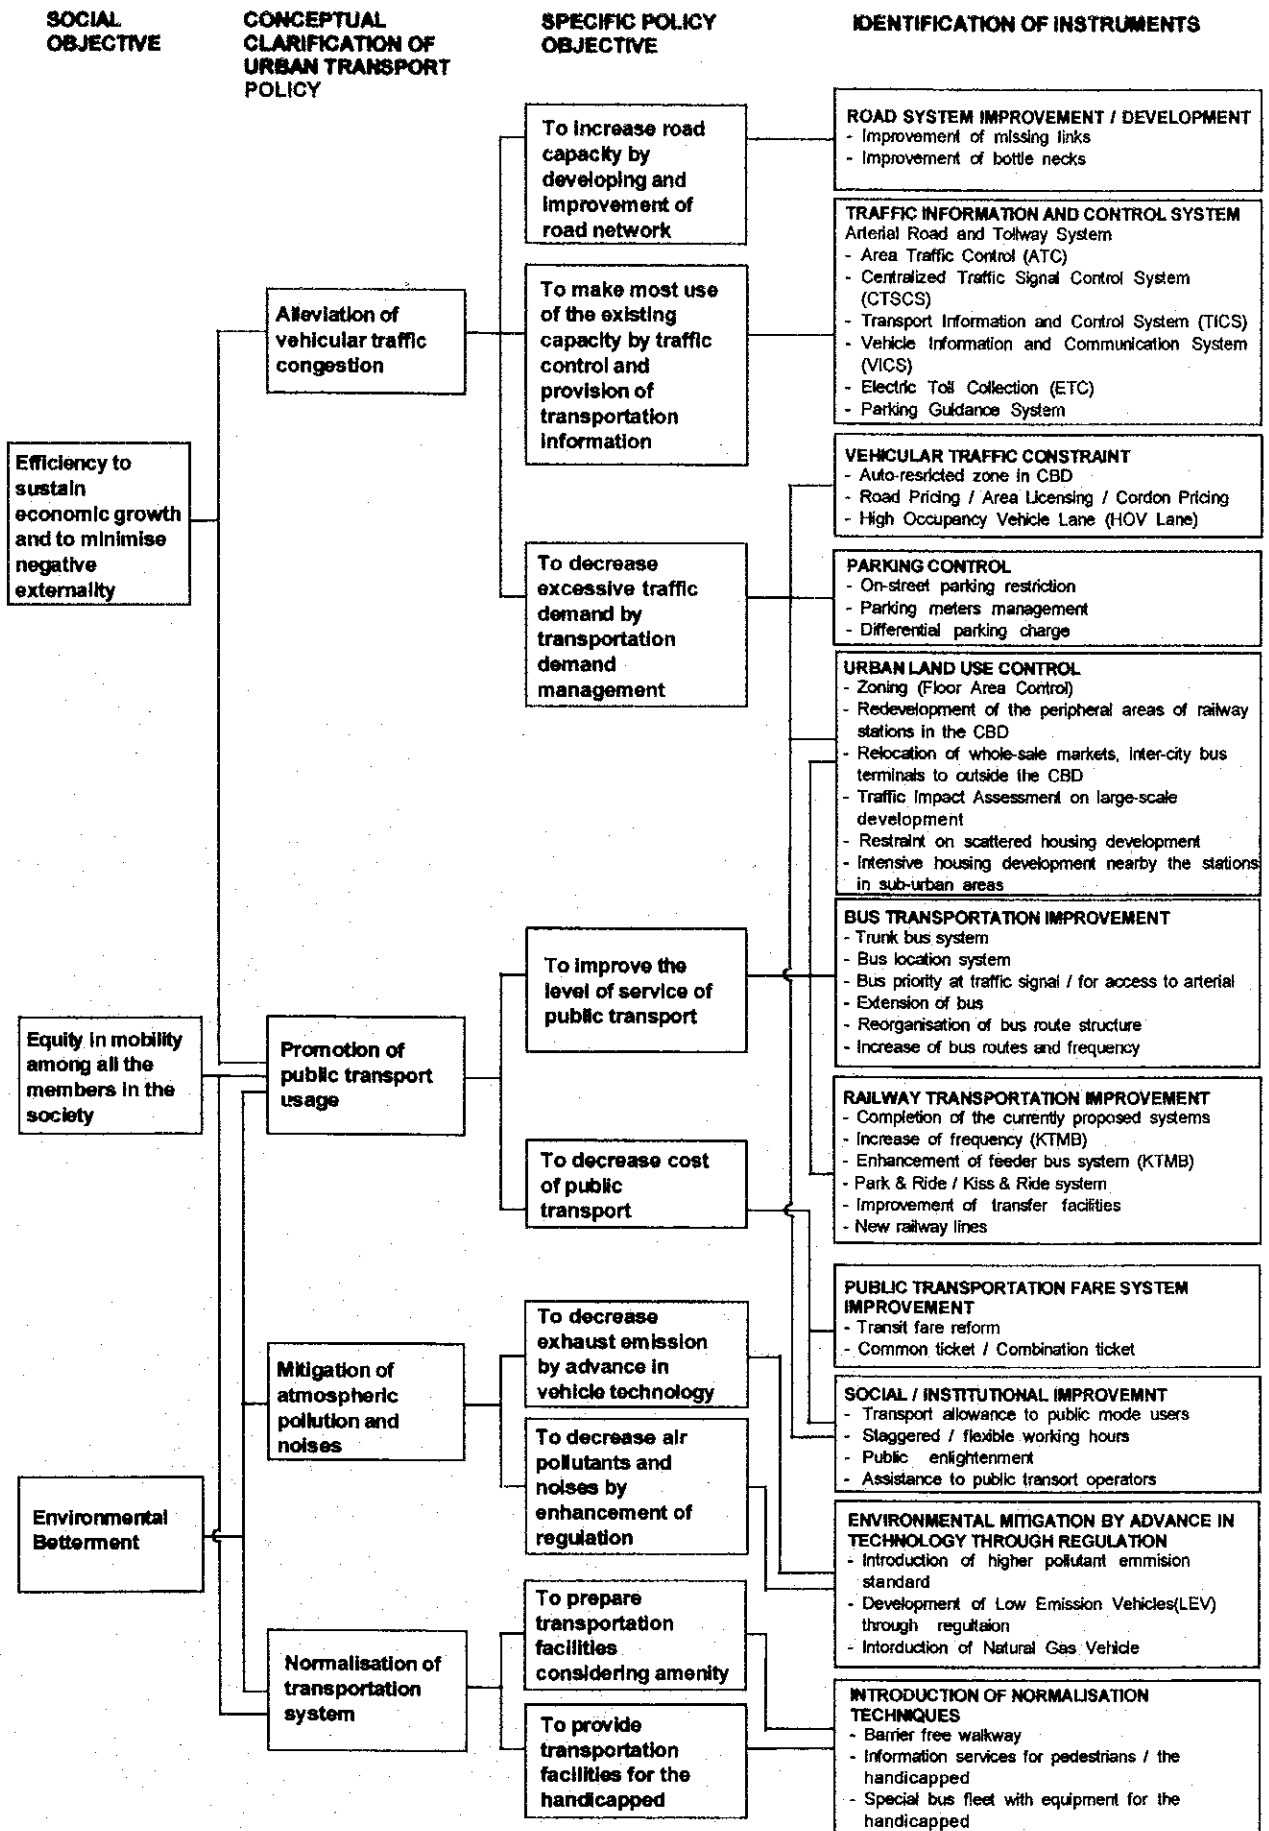 SOCIAL
OBJECTIVE
CONCEPTUAL
CLARIFICATION OF
URBAN TRANSPORT
POLICY
SPECIFIC POLICY
OBJECTIVE
IDENTIFICATION OF INSTRUMENTS
Efficiency to
sustain
economic growth
and to minimise
negative
externality
Equity in mobility
among all the
members in the
society
Environmental
Betterment
Alleviation of
vehicular traffic
congestion
Promotion of
public transport
usage
Mitigation of
atmospheric
pollution and
noises
Normalisation of
transportation
system
To increase road
capacity by
developing and
improvement of
road network
To make most use
of the existing
capacity by traffic
control and
provision of
transportation
information
To decrease
excessive traffic
demand by
transportation
demand
management
To improve the
level of service of
public transport
To decrease cost
of public
transport
To decrease
exhaust emission
by advance in
vehicle technology
To decrease air
pollutants and
noises by
enhancement of
regulation
To prepare
transportation
facilities
considering amenity
To provide
transportation
facilities for the
handicapped
ROAD SYSTEM IMPROVEMENT / DEVELOPMENT
- Improvement of missing links
- Improvement of bottle necks
TRAFFIC INFORMATION AND CONTROL SYSTEM
Arterial Road and Tollway System
- Area Traffic Control (ATC)
- Centralized Traffic Signal Control System
(CTSCS)
- Transport Information and Control System (TICS)
- Vehicle Information and Communication System
(VICS)
- Electric Toll Collection (ETC)
- Parking Guidance System
VEHICULAR TRAFFIC CONSTRAINT
- Auto-resricted zone in CBD
- Road Pricing / Area Licensing / Cordon Pricing
- High Occupancy Vehicle Lane (HOV Lane)
PARKING CONTROL
- On-street parking restriction
- Parking meters management
- Differential parking charge
URBAN LAND USE CONTROL
- Zoning (Floor Area Control)
- Redevelopment of the peripheral areas of railway
stations in the CBD
- Relocation of whole-sale markets, inter-city bus
terminals to outside the CBD
- Traffic Impact Assessment on large-scale
development
- Restraint on scattered housing development
- Intensive housing development nearby the stations
in sub-urban areas
BUS TRANSPORTATION IMPROVEMENT
- Trunk bus system
- Bus location system
- Bus priority at traffic signal / for access to arterial
- Extension of bus
- Reorganisation of bus route structure
- Increase of bus routes and frequency
RAILWAY TRANSPORTATION IMPROVEMENT
- Completion of the currently proposed systems
- Increase of frequency (KTMB)
- Enhancement of feeder bus system (KTMB)
- Park & Ride / Kiss & Ride system
- Improvement of transfer facilities
- New railway lines
PUBLIC TRANSPORTATION FARE SYSTEM
IMPROVEMENT
- Transit fare reform
- Common ticket / Combination ticket
SOCIAL / INSTITUTIONAL IMPROVEMNT
- Transport allowance to public mode users
- Staggered / flexible working hours
- Public enlightenment
- Assistance to public transort operators
ENVIRONMENTAL MITIGATION BY ADVANCE IN
TECHNOLOGY THROUGH REGULATION
- Introduction of higher pollutant emmision
standard
- Development of Low Emission Vehicles(LEV)
through regultaion
- Intorduction of Natural Gas Vehicle
INTRODUCTION OF NORMALISATION
TECHNIQUES
- Barrier free walkway
- Information services for pedestrians / the
handicapped
- Special bus fleet with equipment for the
handicapped